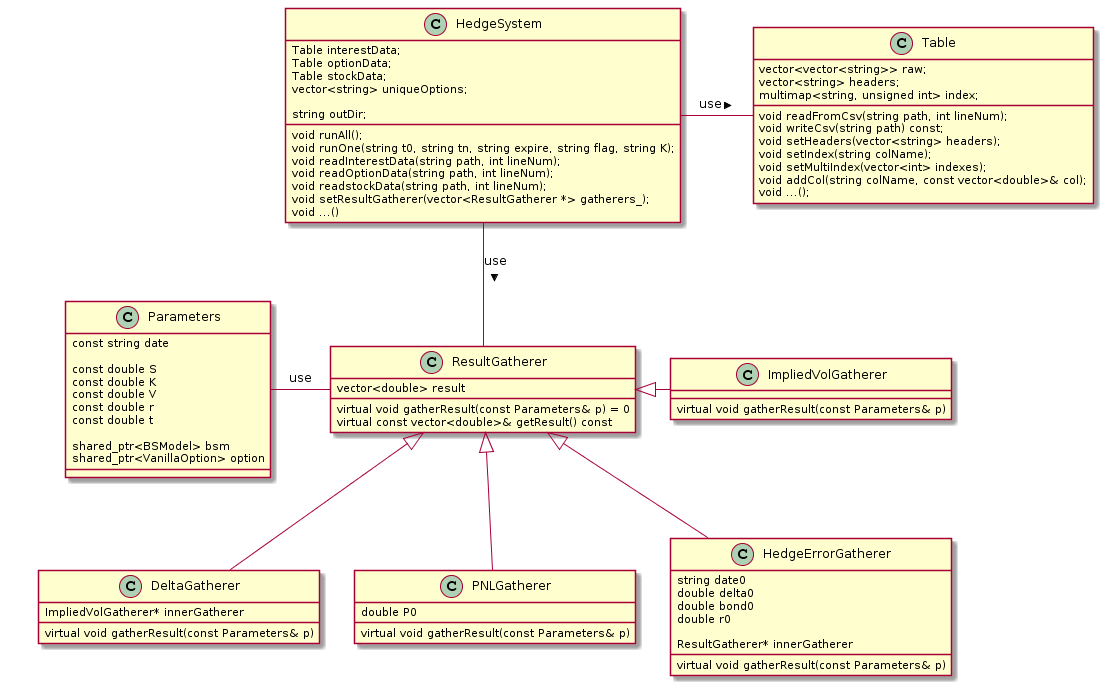 C HedgeSystem
Table interestData;
Table optionData;
Table stockData;
vector<string> uniqueOptions;
string outDir;
void runAll();
void runOne(string t0, string tn, string expire, string flag, string K);
void readInterestData(string path, int lineNum);
void readOptionData(string path, int lineNum);
void readstockData(string path, int lineNum);
void setResultGatherer(vector<ResultGatherer *> gatherers_);
void ...()
use
C Table
vector<vector<string>> raw;
vector<string> headers;
multimap<string, unsigned int> index;
void readFromCsv(string path, int lineNum);
void writeCsv(string path) const;
void setHeaders(vector<string> headers);
void setIndex(string colName);
void setMultiIndex(vector<int> indexes);
void addCol(string colName, const vector<double>& col);
void ...();
use
C Parameters
const string date
const double S
const double K
const double V
const double r
const double t
shared_ptr<BSModel> bsm
shared_ptr<VanillaOption> option
use
C ResultGatherer
vector<double> result
virtual void gatherResult(const Parameters& p) = 0
virtual const vector<double>& getResult() const
C ImpliedVolGatherer
virtual void gatherResult(const Parameters& p)
C DeltaGatherer
ImpliedVolGatherer* innerGatherer
virtual void gatherResult(const Parameters& p)
C PNLGatherer
double P0
virtual void gatherResult(const Parameters& p)
C HedgeErrorGatherer
string date0
double delta0
double bond0
double r0
ResultGatherer* innerGatherer
virtual void gatherResult(const Parameters& p)